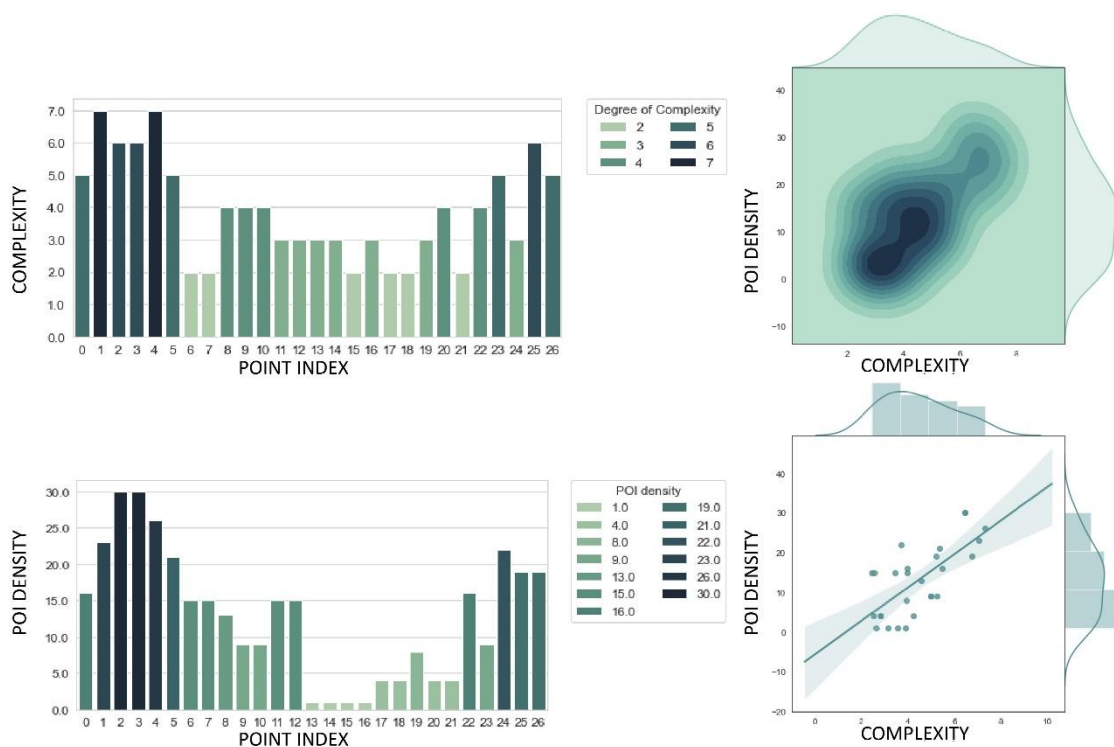 Degree of Complexity
2 5
3 6
4 7
7.0
6.0
5.0
4.0
3.0
2.0
1.0
0.0
COMPLEXITY
0 1 2 3 4 5 6 7 8 9 10 11 12 13 14 15 16 17 18 19 20 21 22 23 24 25 26
POINT INDEX
40
30
20
10
0
−10
POI DENSITY
2 4 6 8
COMPLEXITY
POI density
1.0 19.0
4.0 21.0
8.0 22.0
9.0 23.0
13.0 26.0
15.0 30.0
16.0
30.0
25.0
20.0
15.0
10.0
5.0
0.0
POI DENSITY
0 1 2 3 4 5 6 7 8 9 10 11 12 13 14 15 16 17 18 19 20 21 22 23 24 25 26
POINT INDEX
40
30
20
10
0
−10
−20
POI DENSITY
0 2 4 6 8 10
COMPLEXITY